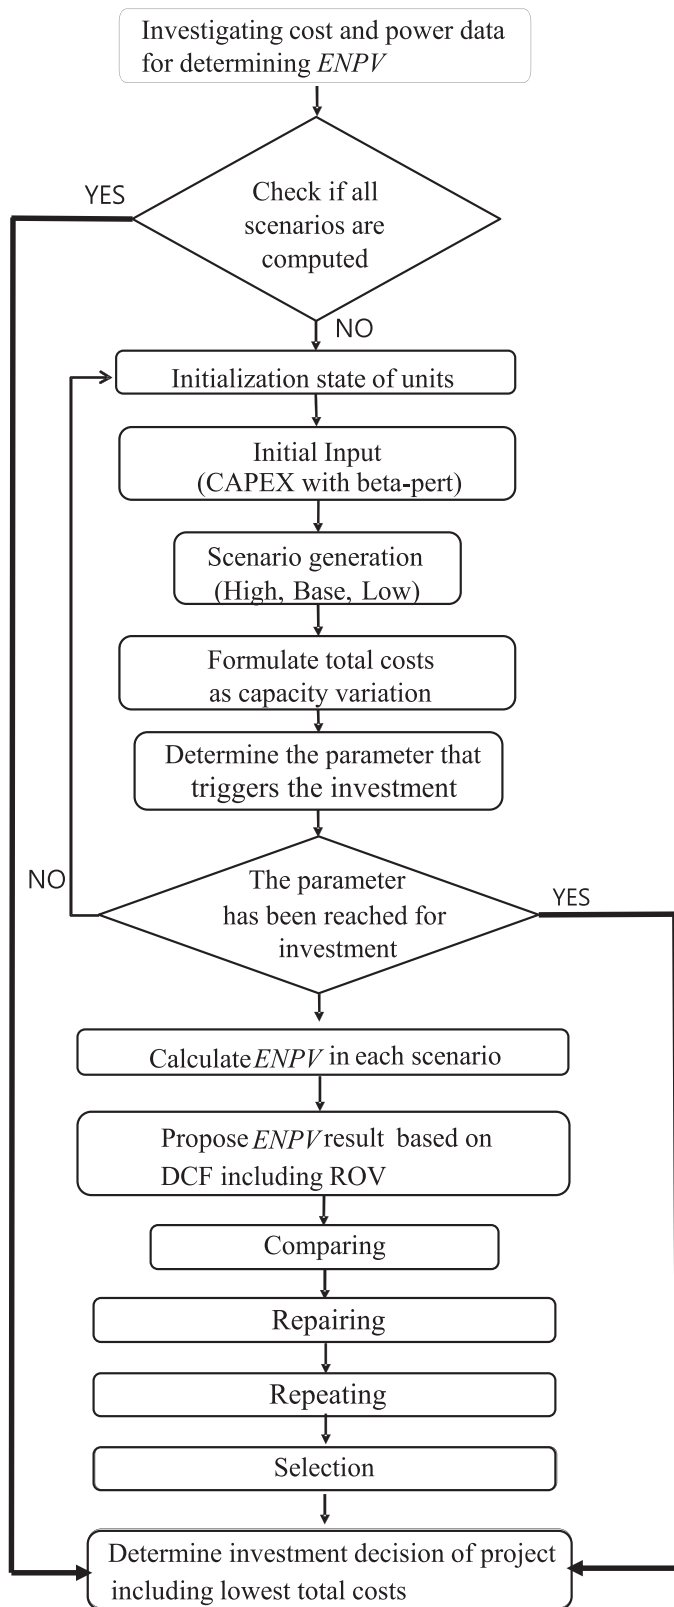 Investigating cost and power data
for determining ENPV
YES
Check if all
scenarios are
computed
NO
Initialization state of units
Initial Input
(CAPEX with beta-pert)
Scenario generation
(High, Base, Low)
Formulate total costs
as capacity variation
Determine the parameter that
triggers the investment
NO
The parameter
has been reached for
investment
YES
Calculate ENPV in each scenario
Propose ENPV result based on
DCF including ROV
Comparing
Repairing
Repeating
Selection
Determine investment decision of project
including lowest total costs